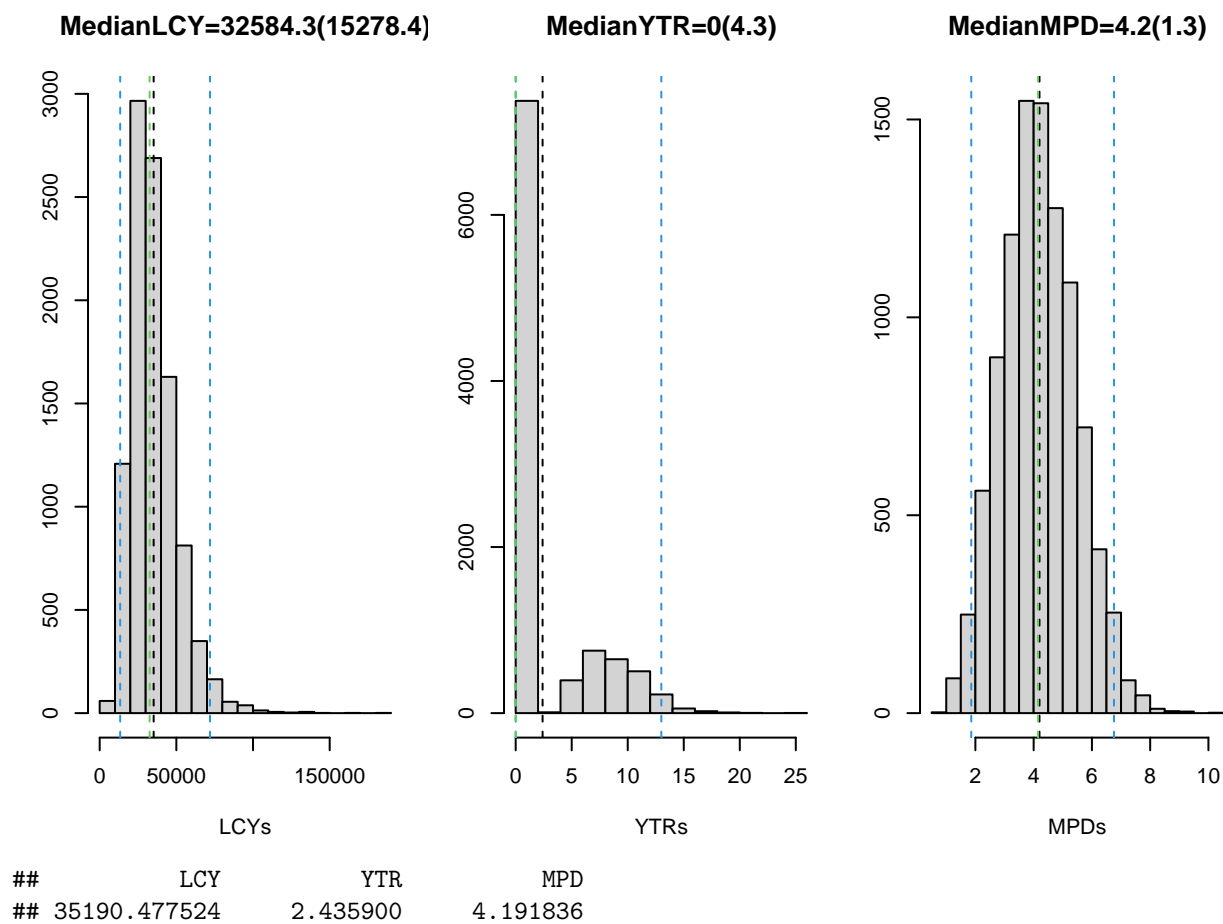 MedianLCY=32584.3(15278.4)
MedianYTR=0(4.3)
MedianMPD=4.2(1.3)
3000
2500
2000
1500
1000
500
0
0 50000 150000
LCYs
6000
4000
2000
0
0 5 10 15 20 25
YTRs
1500
1000
500
0
2 4 6 8 10
MPDs
## LCY YTR MPD
## 35190.477524 2.435900 4.191836